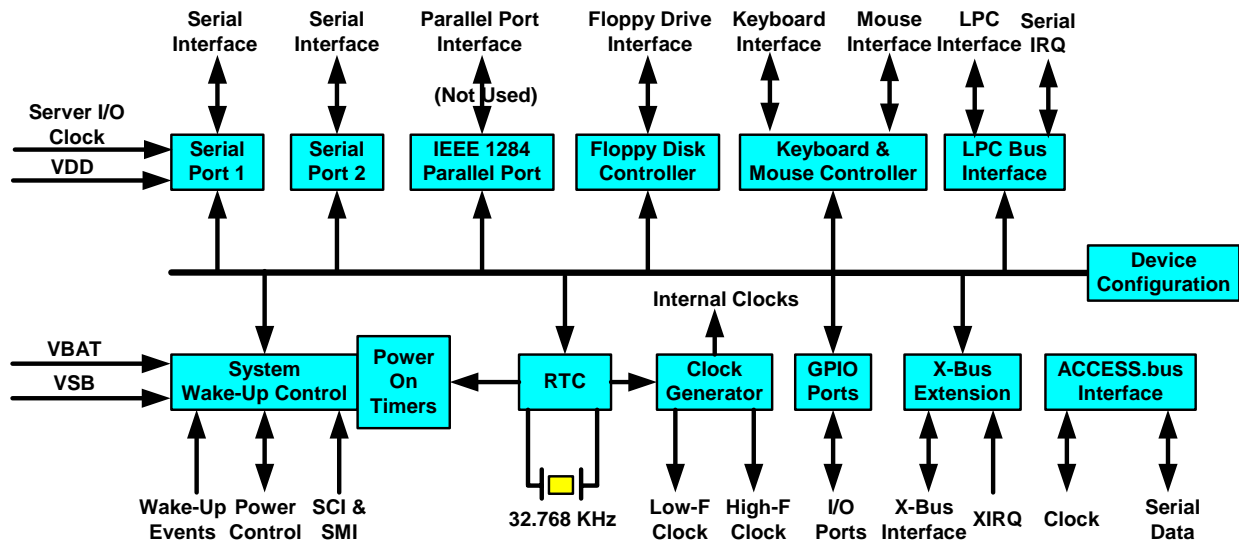 Serial
Interface
Serial
Interface
Parallel Port
Interface
(Not Used)
Floppy Drive
Interface
Keyboard
Interface
Mouse
Interface
LPC
Interface
Serial
IRQ
Server I/O
Clock
VDD
Serial
Port 1
Serial
Port 2
IEEE 1284
Parallel Port
Floppy Disk
Controller
Keyboard &
Mouse Controller
LPC Bus
Interface
Device
Configuration
Internal Clocks
VBAT
VSB
System
Wake-Up Control
Power
On
Timers
RTC
Clock
Generator
GPIO
Ports
X-Bus
Extension
ACCESS.bus
Interface
Wake-Up
Events
Power
Control
SCI &
SMI
32.768 KHz
Low-F
Clock
High-F
Clock
I/O
Ports
X-Bus
Interface
XIRQ
Clock
Serial
Data